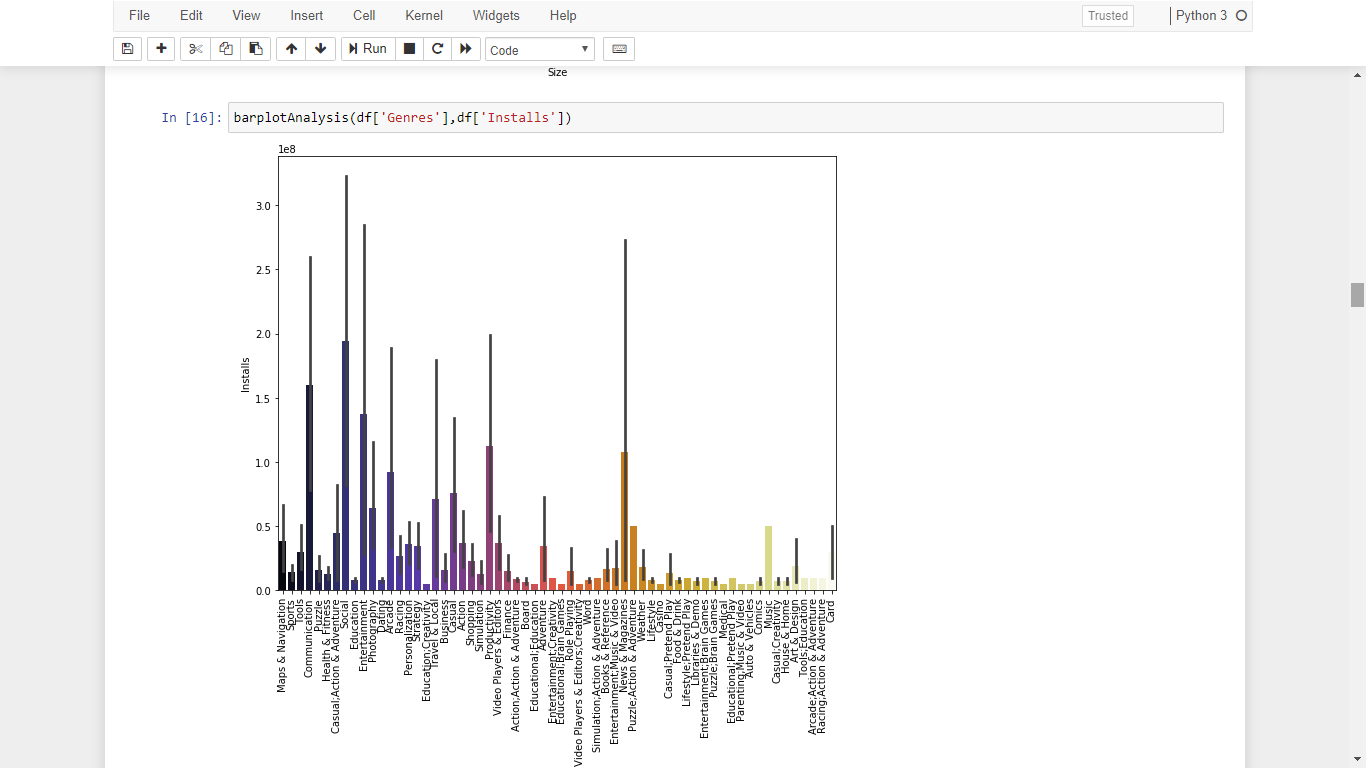 File Edit View Insert Cell Kernel Widgets Help Trusted Python 3
Run Code
Size
In [16]: barplotAnalysis(df['Genres'],df['Installs'])
1e8
3.0
2.5
2.0
1.5
1.0
0.5
0.0
Installs
Maps & Navigation
Sports
Tools
Communication
Puzzle
Health & Fitness
Casual;Action & Adventure
Social
Education
Entertainment
Photography
Dating
Arcade
Racing
Personalization
Strategy
Education;Creativity
Travel & Local
Business
Casual
Action
Shopping
Simulation
Productivity
Video Players & Editors
Finance
Action;Action & Adventure
Board
Educational;Education
Adventure
Entertainment;Creativity
Educational;Brain Games
Role Playing
Video Players & Editors;Creativity
Word
Simulation;Action & Adventure
Books & Reference
Entertainment;Music & Video
News & Magazines
Puzzle;Action & Adventure
Weather
Lifestyle
Casino
Casual;Pretend Play
Food & Drink
Lifestyle;Pretend Play
Libraries & Demo
Entertainment;Brain Games
Puzzle;Brain Games
Medical
Educational;Pretend Play
Parenting;Music & Video
Auto & Vehicles
Comics
Music
Casual;Creativity
House & Home
Art & Design
Tools;Education
Arcade;Action & Adventure
Racing;Action & Adventure
Card